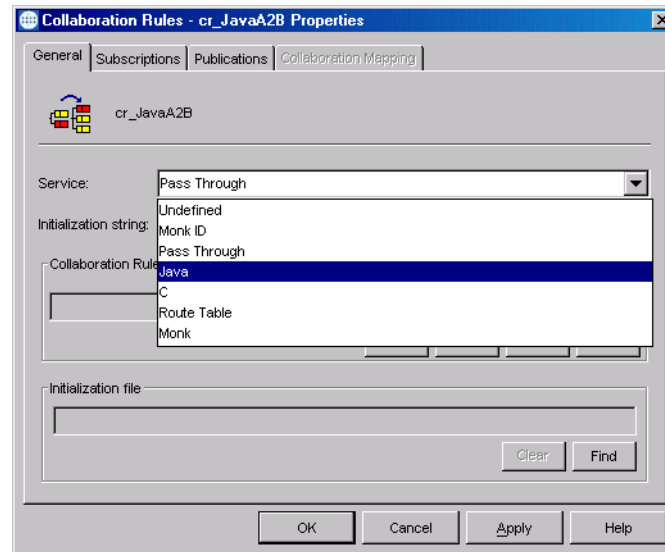 Collaboration Rules - cr_JavaA2B Properties
General Subscriptions Publications Collaboration Mapping
cr_JavaA2B
Service: Pass Through
Undefined
Initialization string: Monk ID
Pass Through
Collaboration Rule Java
C
Route Table
Monk
Initialization file
Clear Find
OK Cancel Apply Help